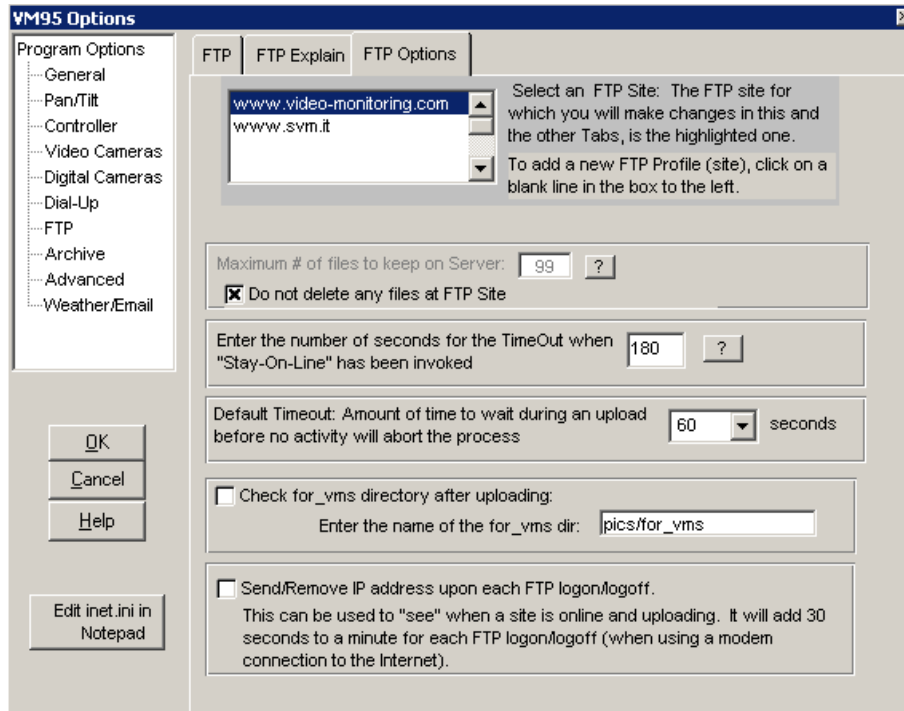 VM95 Options
Program Options
General
Pan/Tilt
Controller
Video Cameras
Digital Cameras
Dial-Up
FTP
Archive
Advanced
Weather/Email
OK
Cancel
Help
Edit inet.ini in
Notepad
FTP
FTP Explain
FTP Options
www.video-monitoring.com
www.svm.it
Select an FTP Site: The FTP site for
which you will make changes in this and
the other Tabs, is the highlighted one.
To add a new FTP Profile (site), click on a
blank line in the box to the left.
Maximum # of files to keep on Server: 99 ?
Do not delete any files at FTP Site
Enter the number of seconds for the TimeOut when
"Stay-On-Line" has been invoked
180 ?
Default Timeout: Amount of time to wait during an upload
before no activity will abort the process
60 seconds
Check for_vms directory after uploading:
Enter the name of the for_vms dir: pics/for_vms
Send/Remove IP address upon each FTP logon/logoff.
This can be used to "see" when a site is online and uploading. It will add 30
seconds to a minute for each FTP logon/logoff (when using a modem
connection to the Internet).